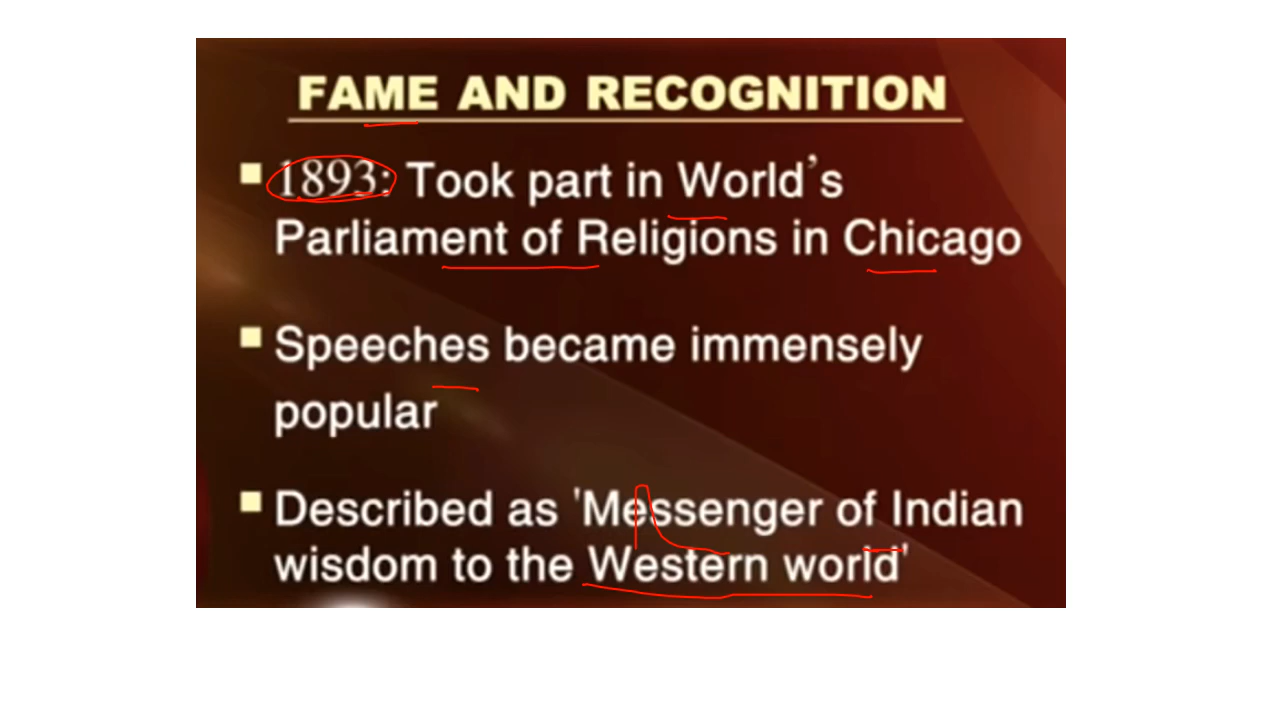 FAME AND RECOGNITION
1893: Took part in World's
Parliament of Religions in Chicago
Speeches became immensely
popular
Described as 'Messenger of Indian
wisdom to the Western world'